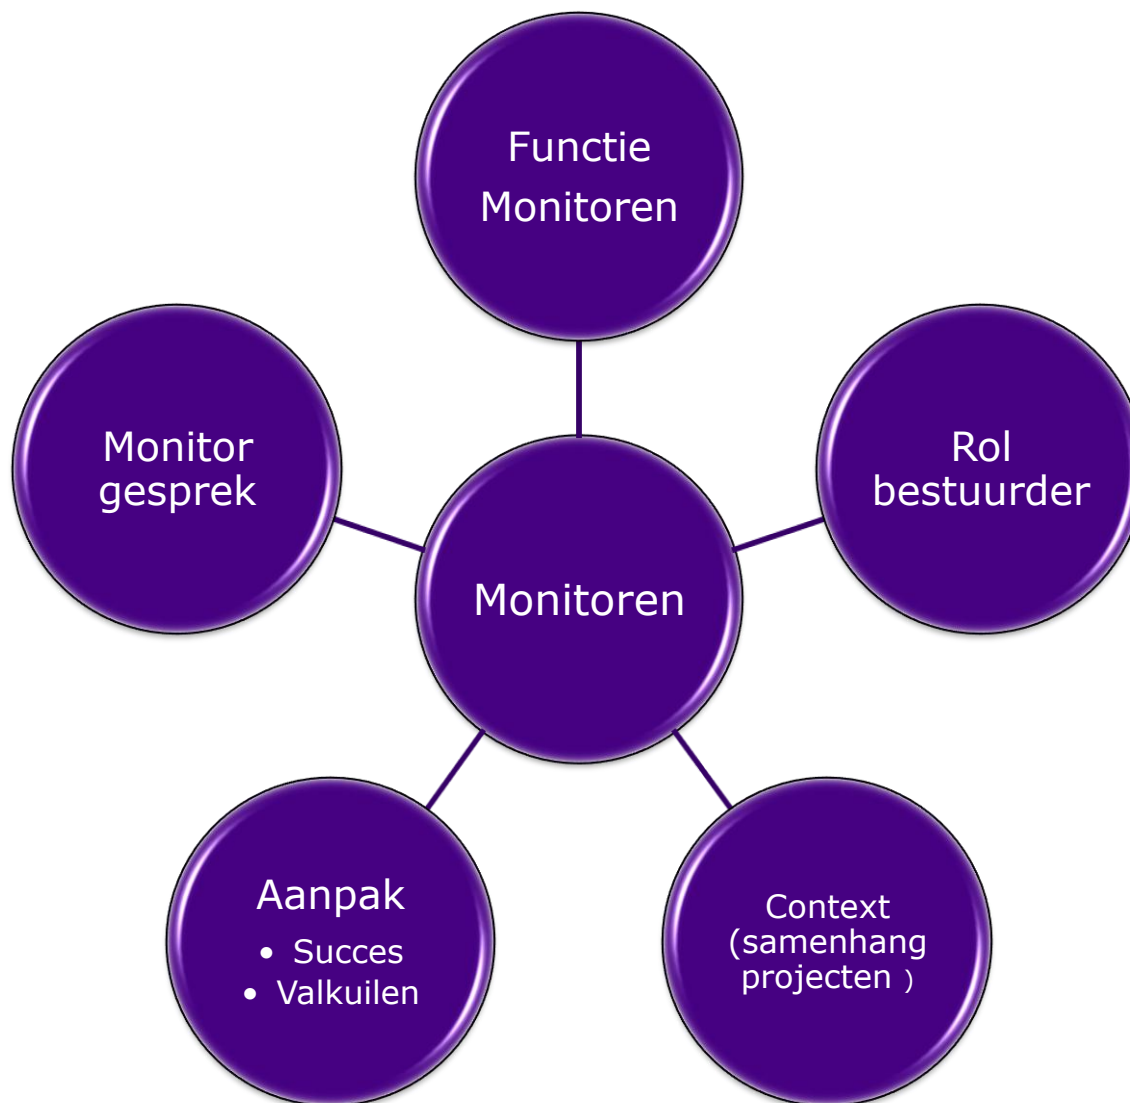 Functie
Monitoren
Monitor
gesprek
Rol
bestuurder
Monitoren
Aanpak
• Succes
• Valkuilen
Context
(samenhang
projecten )